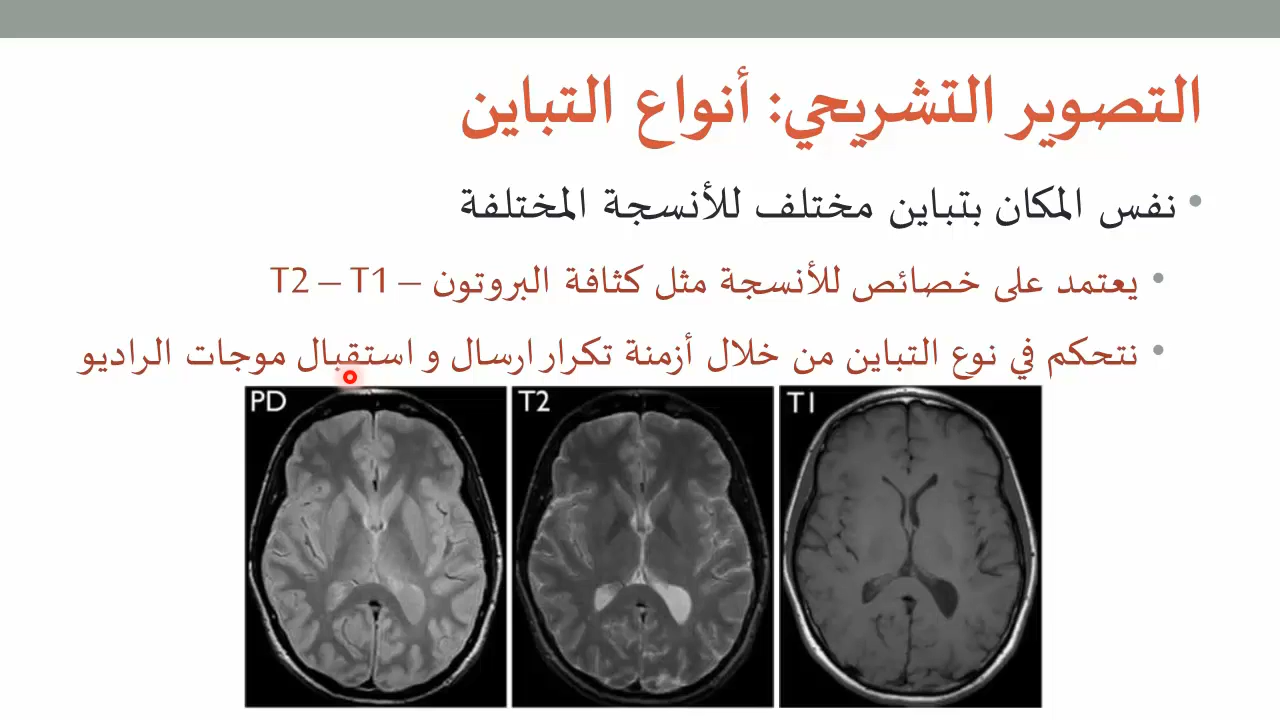 التصوير التشريحي: أنواع التباين
• نفس المكان بتباين مختلف للأنسجة المختلفة
• يعتمد على خصائص للأنسجة مثل كثافة البروتون – T1 – T2
• نتحكم في نوع التباين من خلال أزمنة تكرار ارسال و استقبال موجات الراديو
PD T2 T1